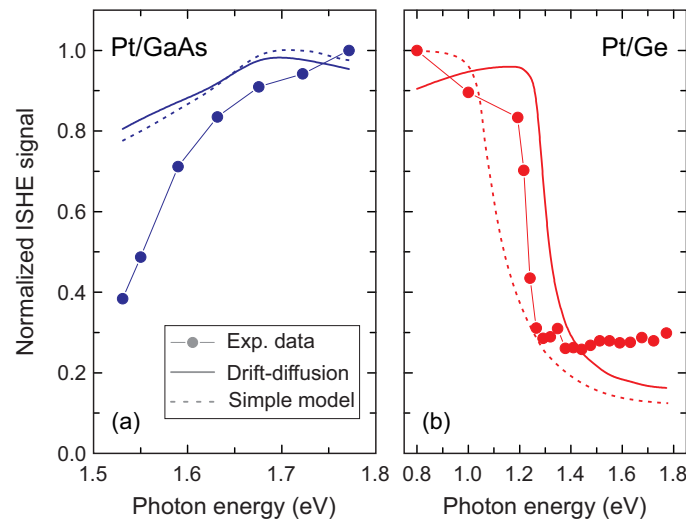 Pt/GaAs
Pt/Ge
Normalized ISHE signal
1.0
0.8
0.6
0.4
0.2
0.0
Exp. data
Drift-diffusion
Simple model
(a)
(b)
1.5 1.6 1.7 1.8
0.8 1.0 1.2 1.4 1.6 1.8
Photon energy (eV)
Photon energy (eV)